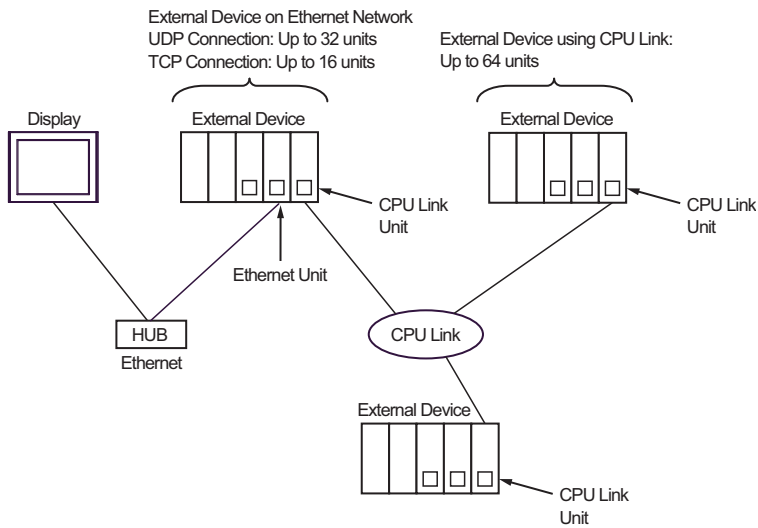 External Device on Ethernet Network
UDP Connection: Up to 32 units
TCP Connection: Up to 16 units
External Device using CPU Link:
Up to 64 units
Display
External Device
External Device
CPU Link
Unit
CPU Link
Unit
Ethernet Unit
HUB
Ethernet
CPU Link
External Device
CPU Link
Unit